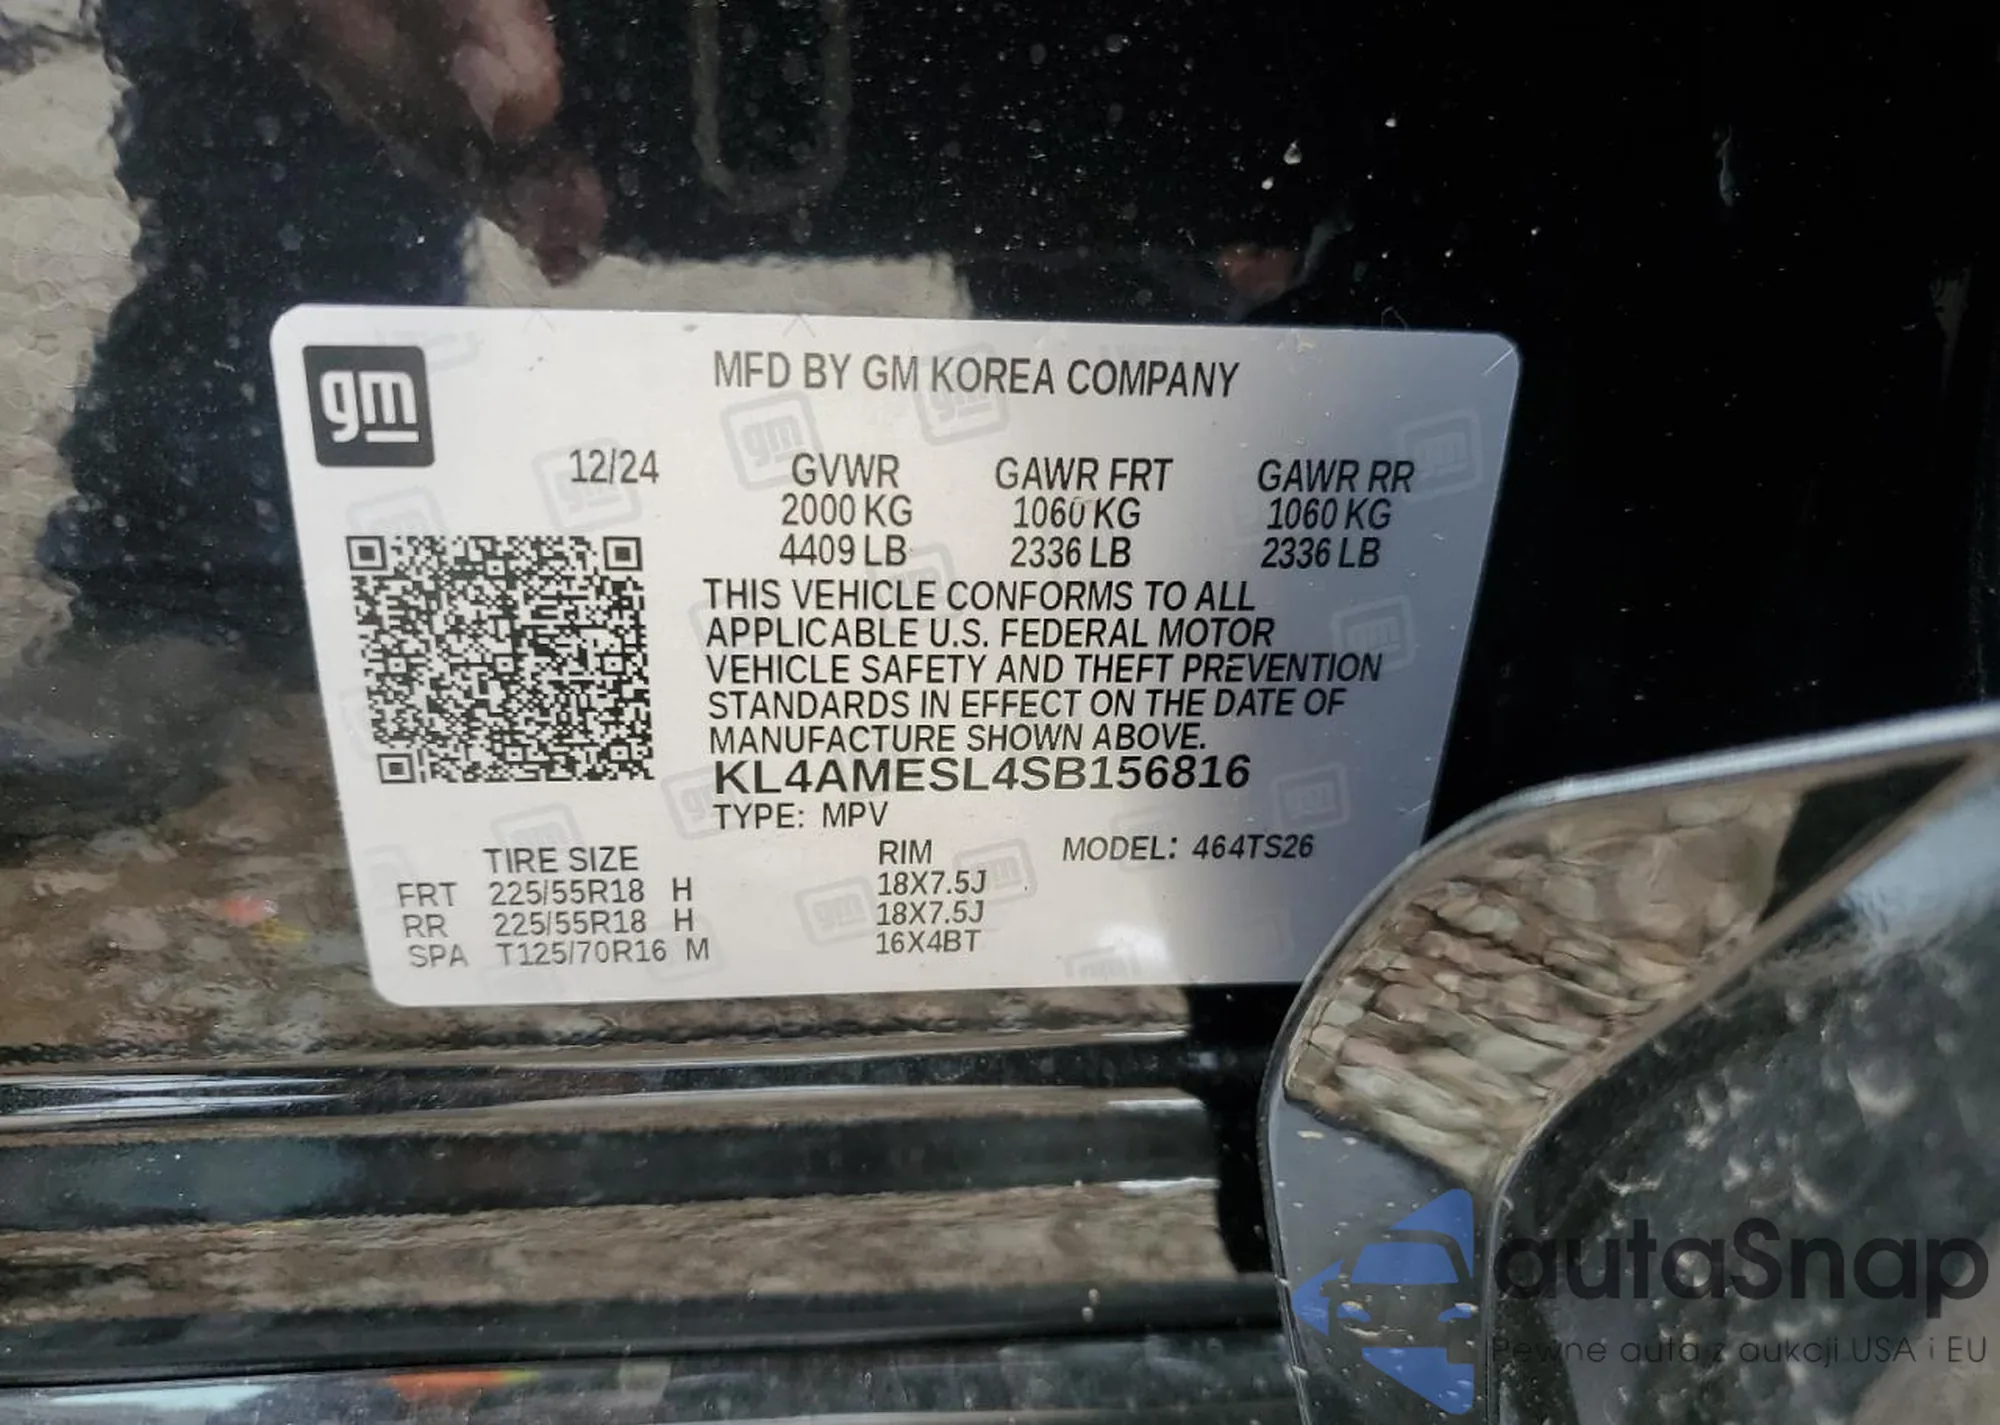 gm
MFD BY GM KOREA COMPANY
12/24 GVWR GAWR FRT GAWR RR
2000 KG 1060 KG 1060 KG
4409 LB 2336 LB 2336 LB
THIS VEHICLE CONFORMS TO ALL
APPLICABLE U.S. FEDERAL MOTOR
VEHICLE SAFETY AND THEFT PREVENTION
STANDARDS IN EFFECT ON THE DATE OF
MANUFACTURE SHOWN ABOVE.
KL4AMESL4SB156816
TYPE: MPV
TIRE SIZE RIM MODEL: 464TS26
FRT 225/55R18 H 18X7.5J
RR 225/55R18 H 18X7.5J
SPA T125/70R16 M 16X4BT
autaSnap
Pewne auta z aukcji USA i EU